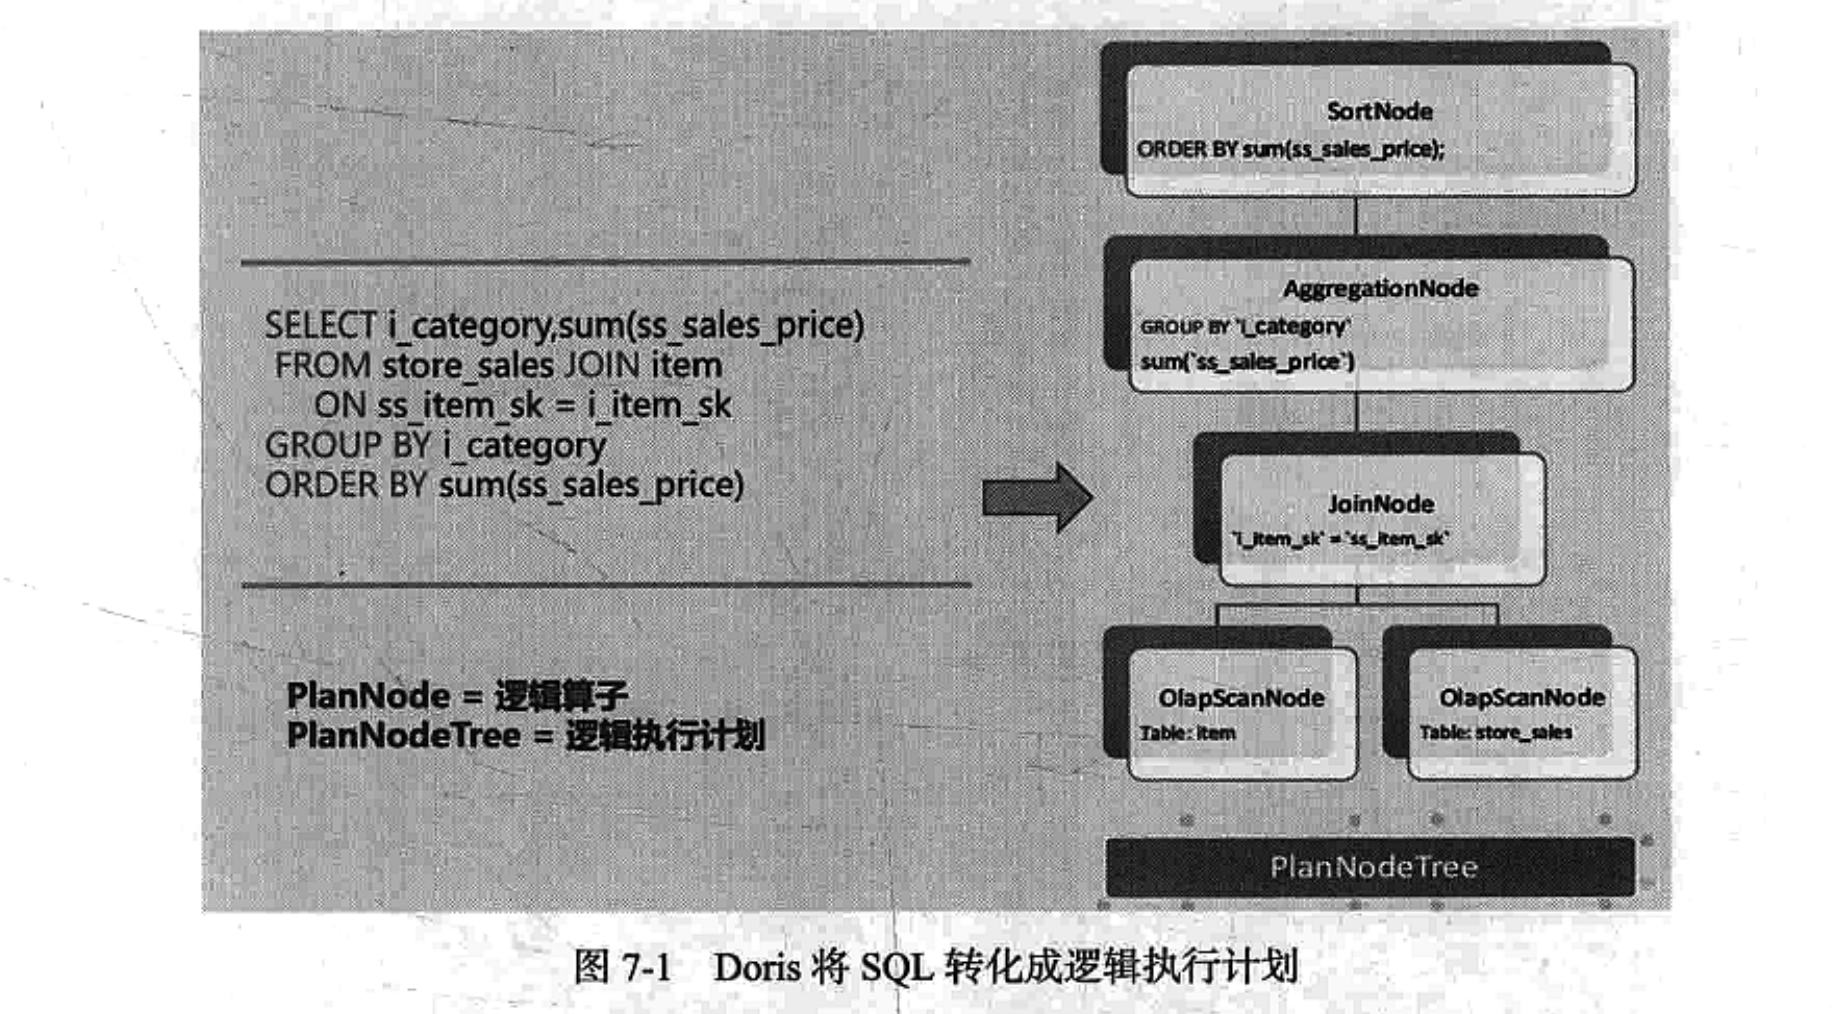 SELECT i_category,sum(ss_sales_price)
FROM store_sales JOIN item
ON ss_item_sk = i_item_sk
GROUP BY i_category
ORDER BY sum(ss_sales_price)
PlanNode = 逻辑算子
PlanNodeTree = 逻辑执行计划
SortNode
ORDER BY sum(ss_sales_price);
AggregationNode
GROUP BY `i_category`
sum(`ss_sales_price`)
JoinNode
`i_item_sk` = `ss_item_sk`
OlapScanNode
Table: item
OlapScanNode
Table: store_sales
PlanNodeTree
图 7-1 Doris 将 SQL 转化成逻辑执行计划